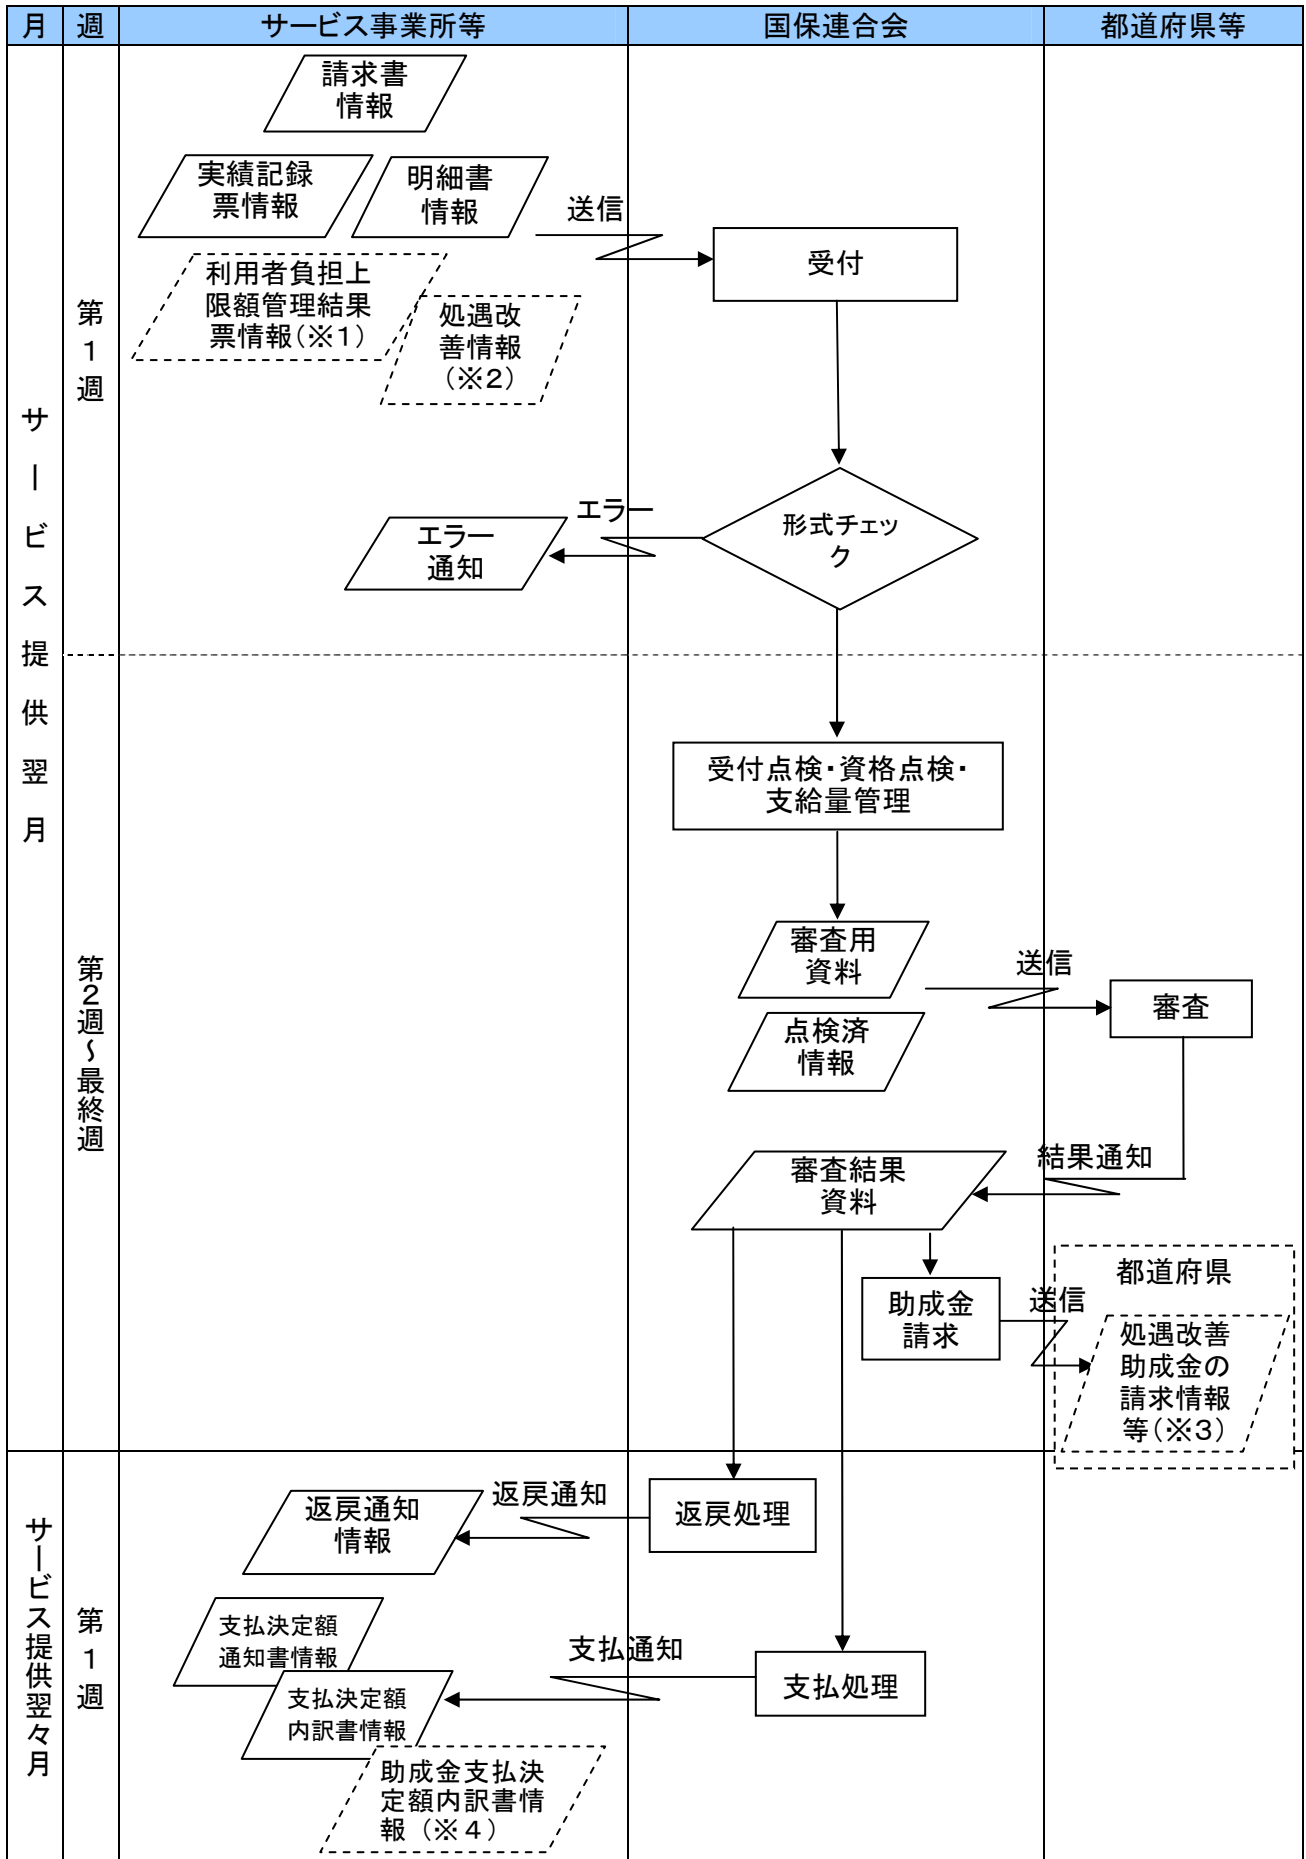 月
週
サービス事業所等
国保連合会
都道府県等
サービス提供翌月
第1週
請求書
情報
実績記録
票情報
明細書
情報
送信
受付
利用者負担上
限額管理結果
票情報(※1)
処遇改
善情報
(※2)
エラー
形式チェッ
ク
エラー
通知
第2週～最終週
受付点検・資格点検・
支給量管理
審査用
資料
送信
審査
点検済
情報
結果通知
審査結果
資料
助成金
請求
送信
都道府県
処遇改善
助成金の
請求情報
等(※3)
サービス提供翌々月
第1週
返戻通知
情報
返戻通知
返戻処理
支払決定額
通知書情報
支払通知
支払処理
支払決定額
内訳書情報
助成金支払決
定額内訳書情
報（※４）